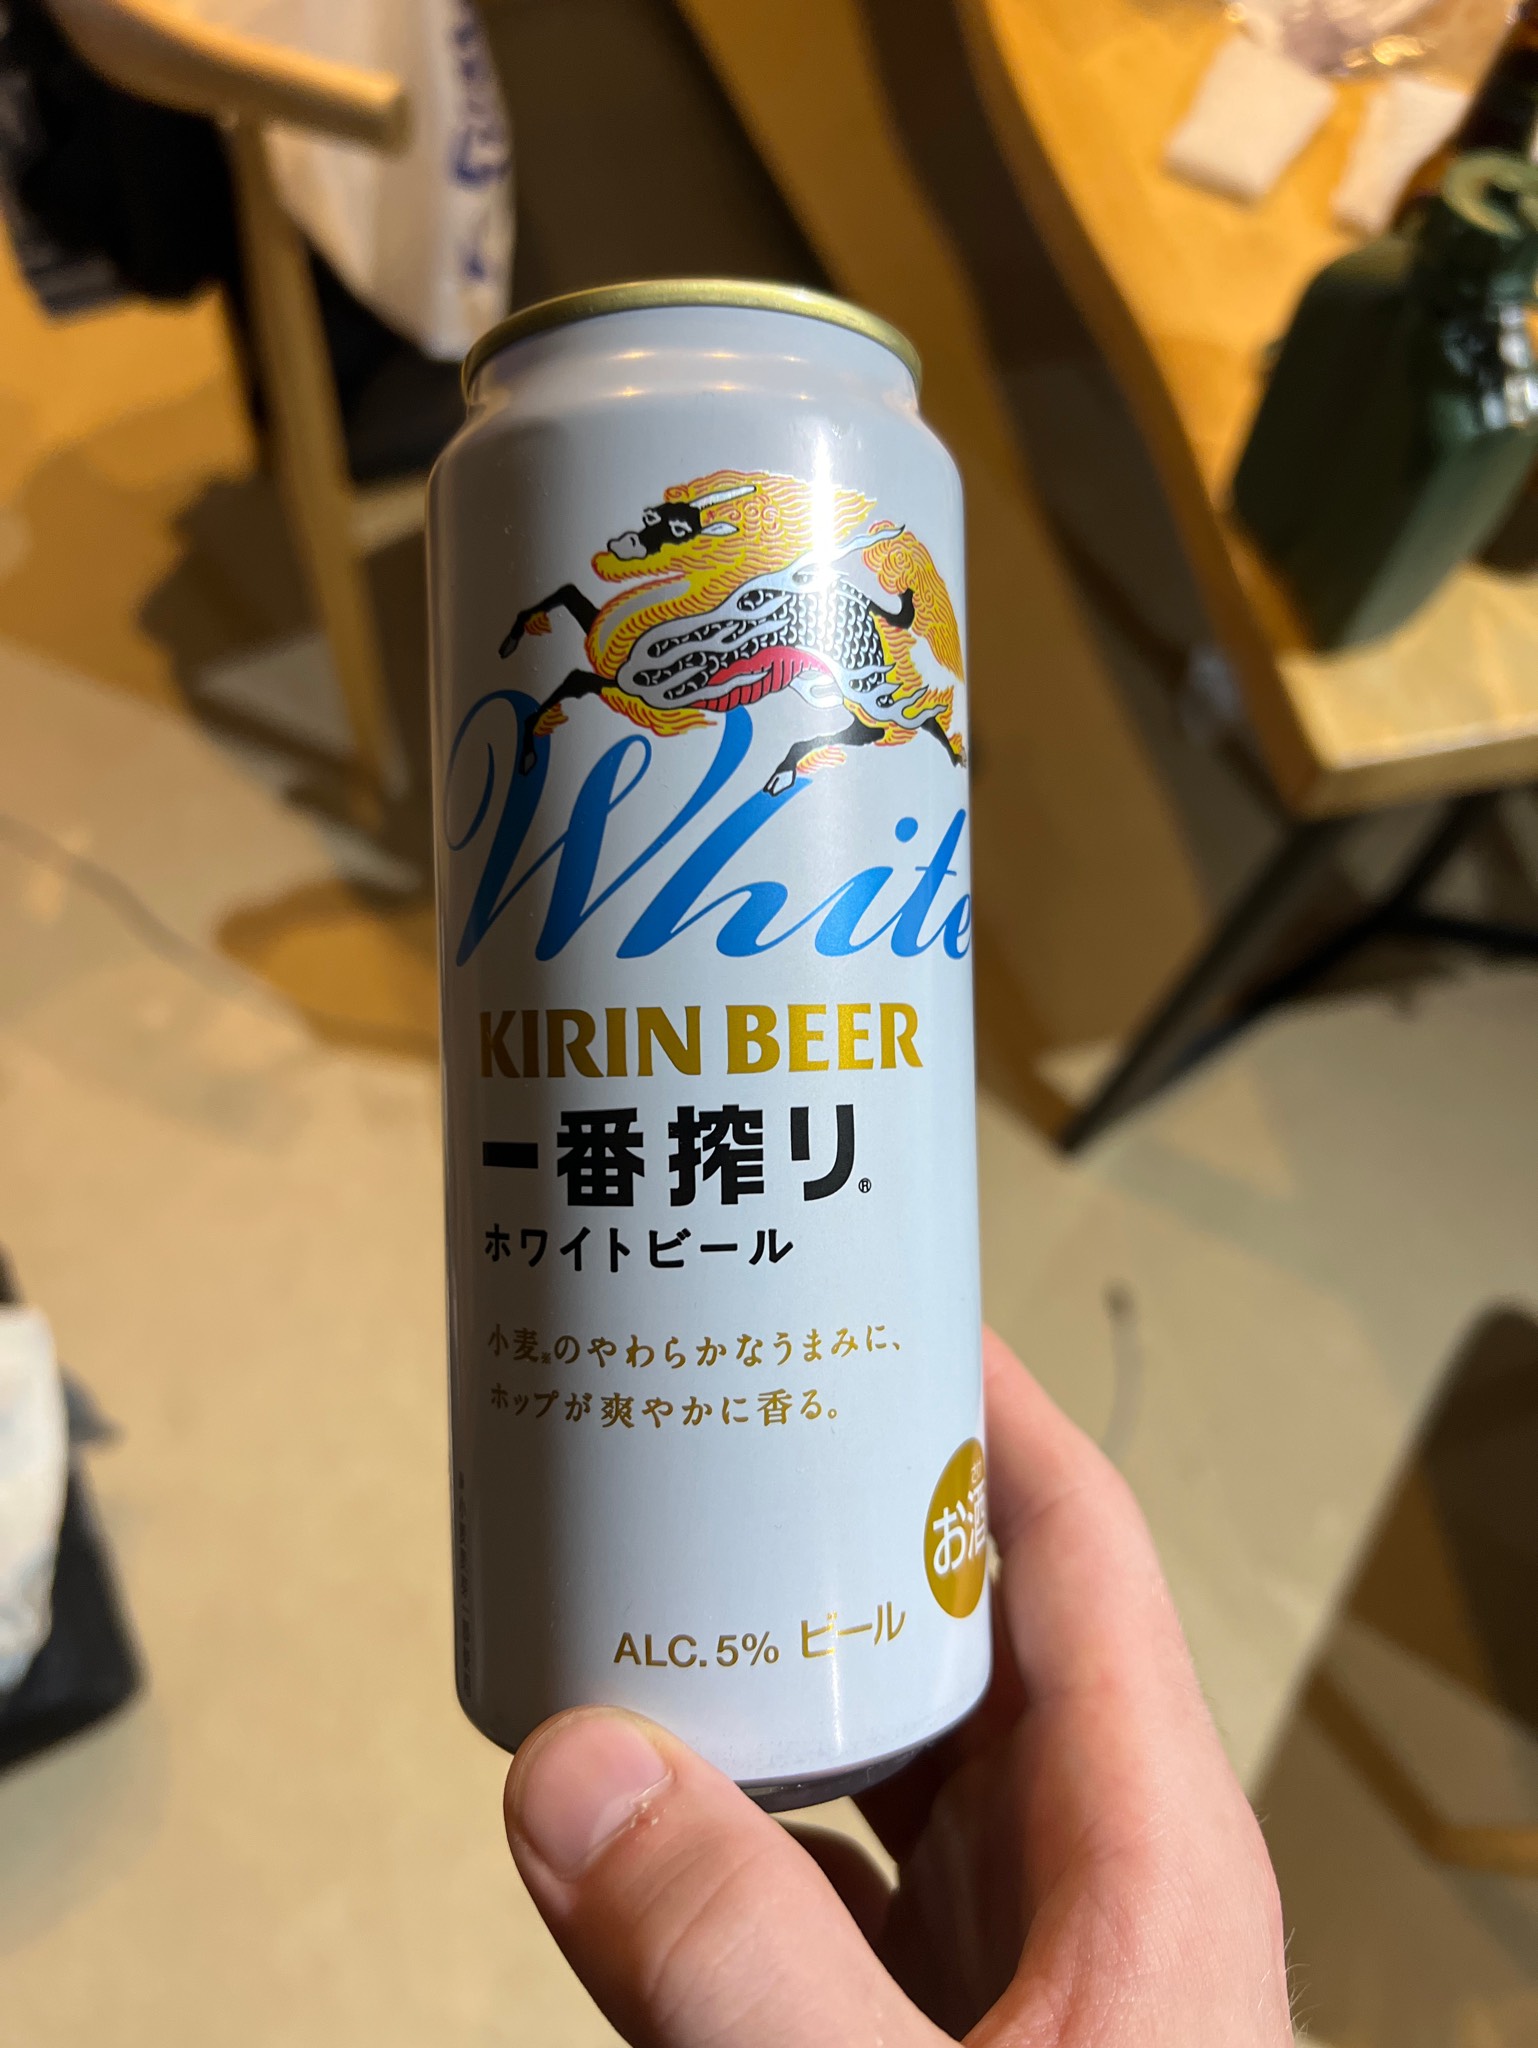 White
KIRIN BEER
一番搾り®
ホワイトビール
小麦※のやわらかなうまみに、
ホップが爽やかに香る。
お酒
ALC. 5% ビール